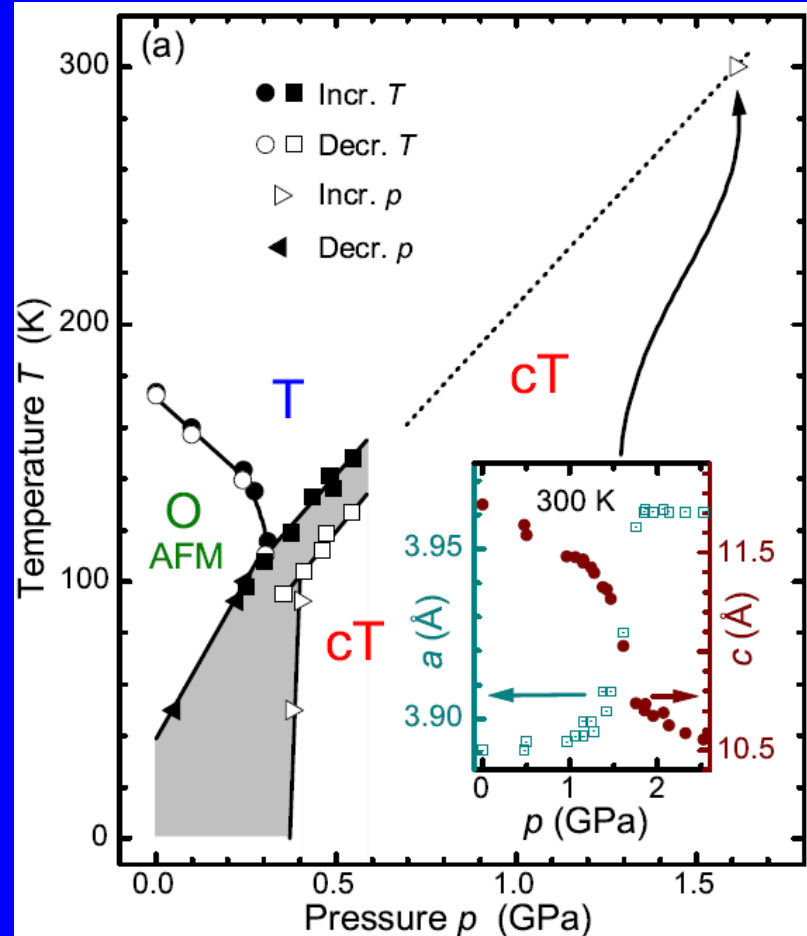 (a)
300
Incr. T
Decr. T
Incr. p
Decr. p
Temperature T (K)
200
cT
T
O
AFM
100
cT
0
0.0
0.5
1.0
1.5
Pressure p (GPa)
300 K
3.95
3.90
a (Å)
11.5
10.5
c (Å)
0
1
2
p (GPa)